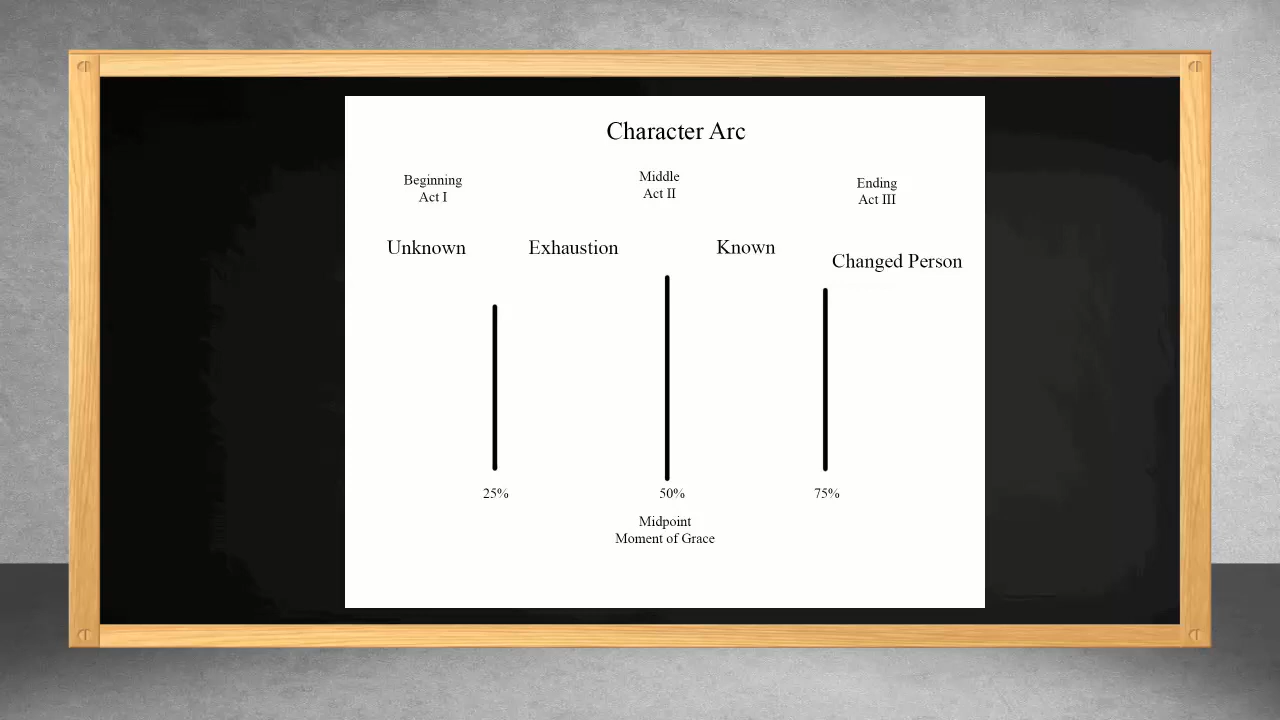 Character Arc
Beginning
Act I
Middle
Act II
Ending
Act III
Unknown
Exhaustion
Known
Changed Person
25%
50%
75%
Midpoint
Moment of Grace